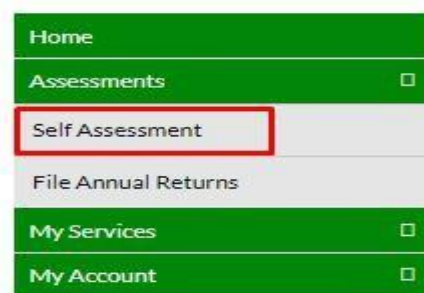 Home
Assessments
Self Assessment
File Annual Returns
My Services
My Account